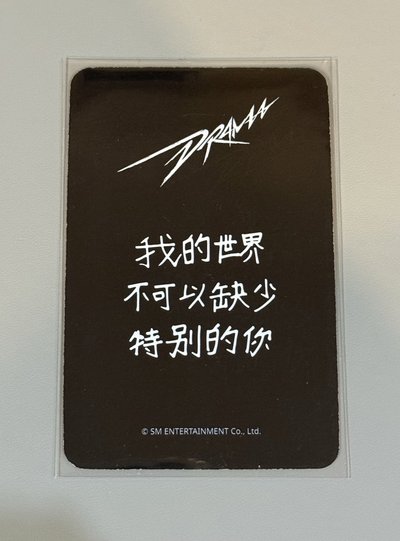 DRAMA
我的世界
不可以缺少
特别的你
© SM ENTERTAINMENT Co., Ltd.